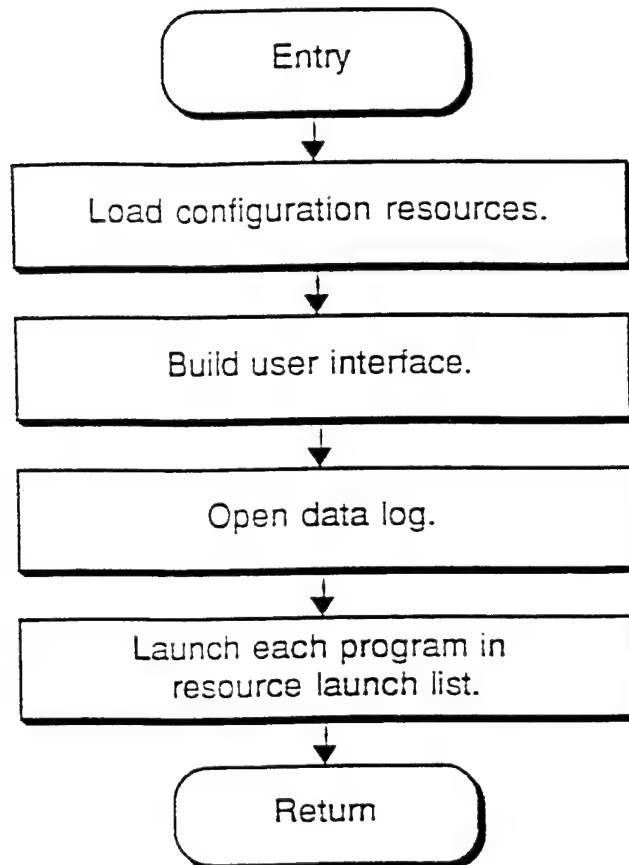 Entry
Load configuration resources.
Build user interface.
Open data log.
Launch each program in
resource launch list.
Return